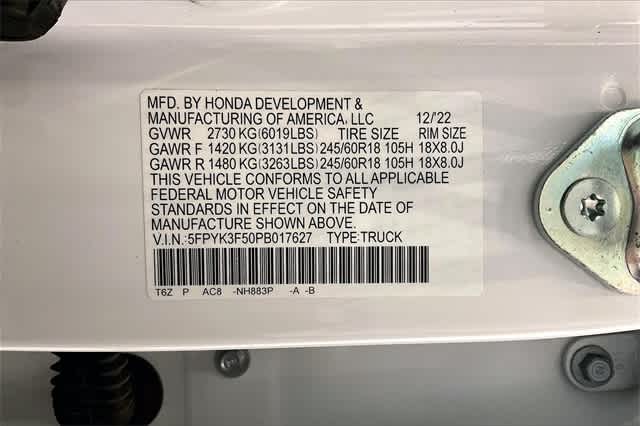 MFD. BY HONDA DEVELOPMENT &
MANUFACTURING OF AMERICA, LLC 12/'22
GVWR 2730 KG(6019LBS) TIRE SIZE RIM SIZE
GAWR F 1420 KG(3131LBS) 245/60R18 105H 18X8.0J
GAWR R 1480 KG(3263LBS) 245/60R18 105H 18X8.0J
THIS VEHICLE CONFORMS TO ALL APPLICABLE
FEDERAL MOTOR VEHICLE SAFETY
STANDARDS IN EFFECT ON THE DATE OF
MANUFACTURE SHOWN ABOVE.
V.I.N.:5FPYK3F50PB017627 TYPE:TRUCK
T6Z P AC8 -NH883P -A -B